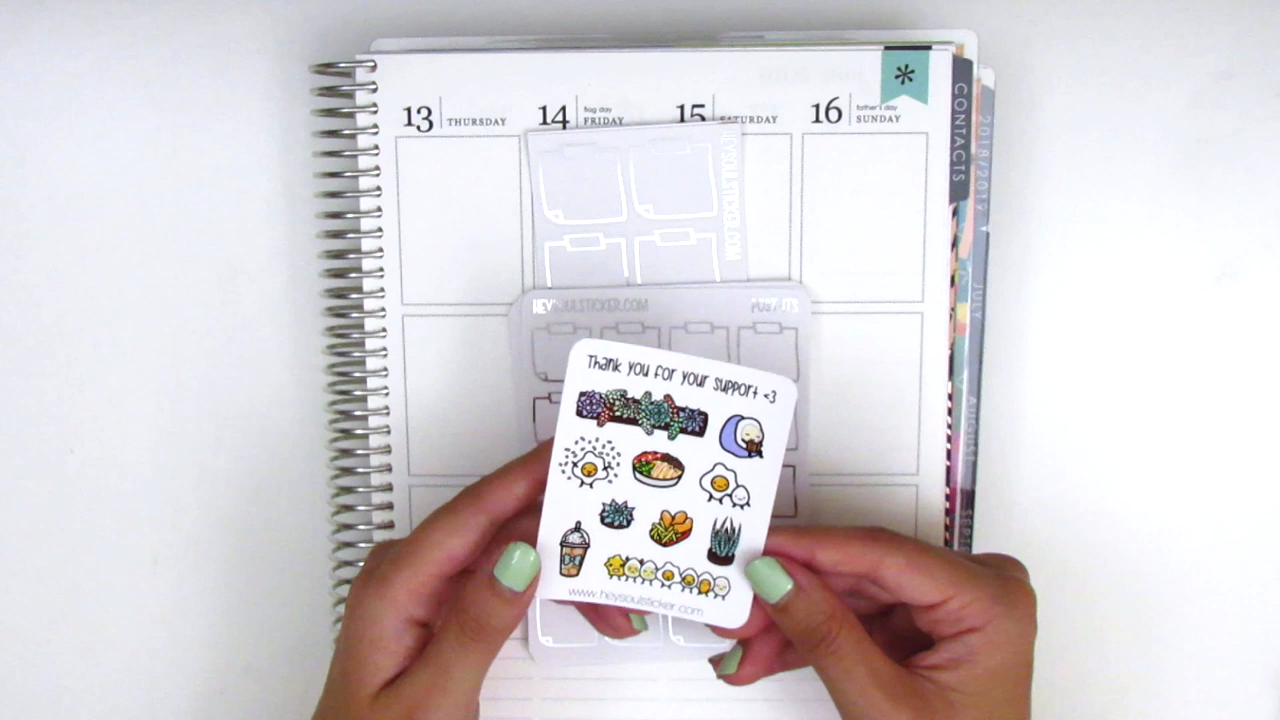 *
13 THURSDAY
14 flag day FRIDAY
15 SATURDAY
16 father's day SUNDAY
CONTACTS
2018/2019
JULY
AUGUST
SEPT
HEYSOULSTICKER.COM
HEYSOULSTICKER.COM POST-ITS
Thank you for your support <3
www.heysoulsticker.com